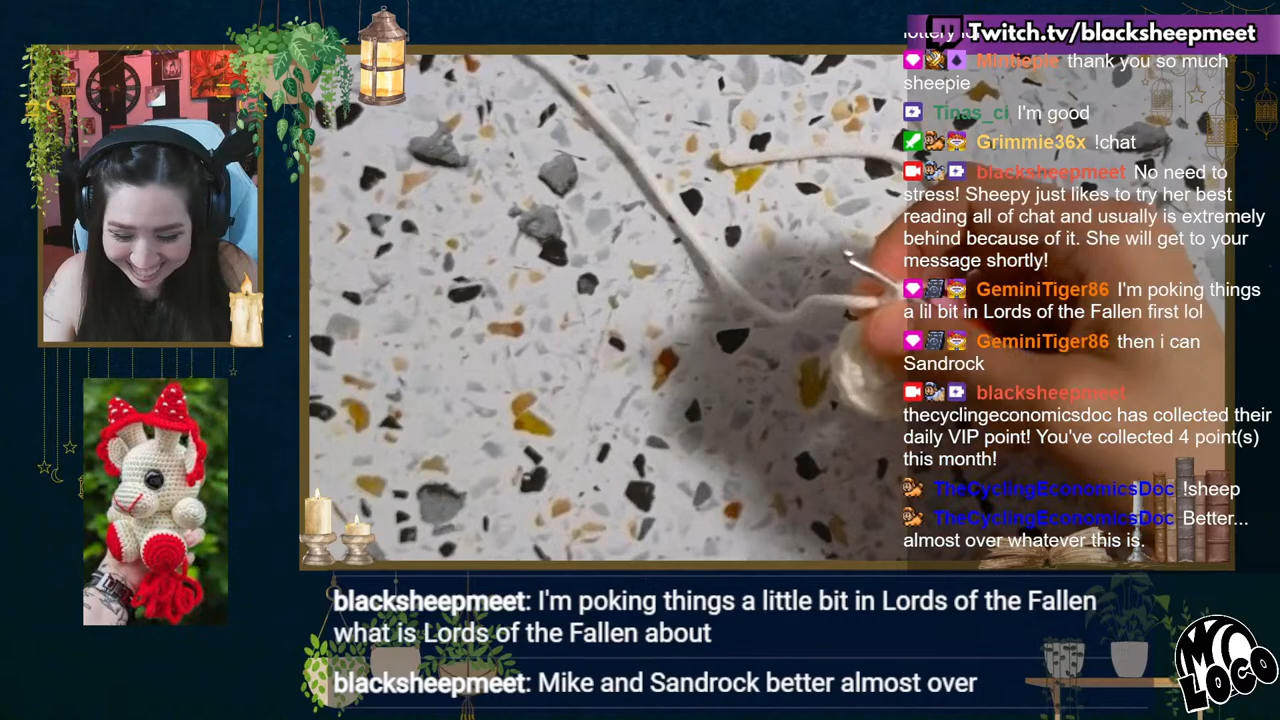 Twitch.tv/blacksheepmeet
Mintiepie thank you so much
sheepie
Tinas_ci I'm good
Grimmie36x !chat
blacksheepmeet No need to
stress! Sheepy just likes to try her best
reading all of chat and usually is extremely
behind because of it. She will get to your
message shortly!
GeminiTiger86 I'm poking things
a lil bit in Lords of the Fallen first lol
GeminiTiger86 then i can
Sandrock
blacksheepmeet
thecyclingeconomicsdoc has collected their
daily VIP point! You've collected 4 point(s)
this month!
TheCyclingEconomicsDoc !sheep
TheCyclingEconomicsDoc Better...
almost over whatever this is.
blacksheepmeet: I'm poking things a little bit in Lords of the Fallen
what is Lords of the Fallen about
blacksheepmeet: Mike and Sandrock better almost over
MC
LOCO